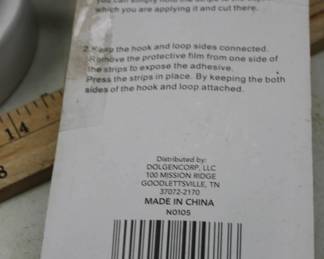 which you are applying it and cut there.
2. Keep the hook and loop sides connected.
Remove the protective film from one side of
the strips to expose the adhesive.
Press the strips in place. By keeping the both
sides of the hook and loop attached.
Distributed by:
DOLGENCORP, LLC
100 MISSION RIDGE
GOODLETTSVILLE, TN
37072-2170
MADE IN CHINA
N0105
14
8